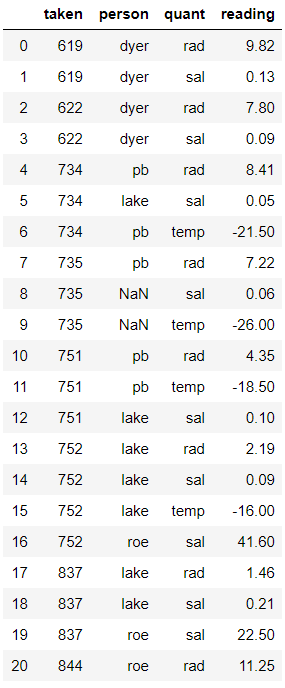 taken person quant reading
0 619 dyer rad 9.82
1 619 dyer sal 0.13
2 622 dyer rad 7.80
3 622 dyer sal 0.09
4 734 pb rad 8.41
5 734 lake sal 0.05
6 734 pb temp -21.50
7 735 pb rad 7.22
8 735 NaN sal 0.06
9 735 NaN temp -26.00
10 751 pb rad 4.35
11 751 pb temp -18.50
12 751 lake sal 0.10
13 752 lake rad 2.19
14 752 lake sal 0.09
15 752 lake temp -16.00
16 752 roe sal 41.60
17 837 lake rad 1.46
18 837 lake sal 0.21
19 837 roe sal 22.50
20 844 roe rad 11.25